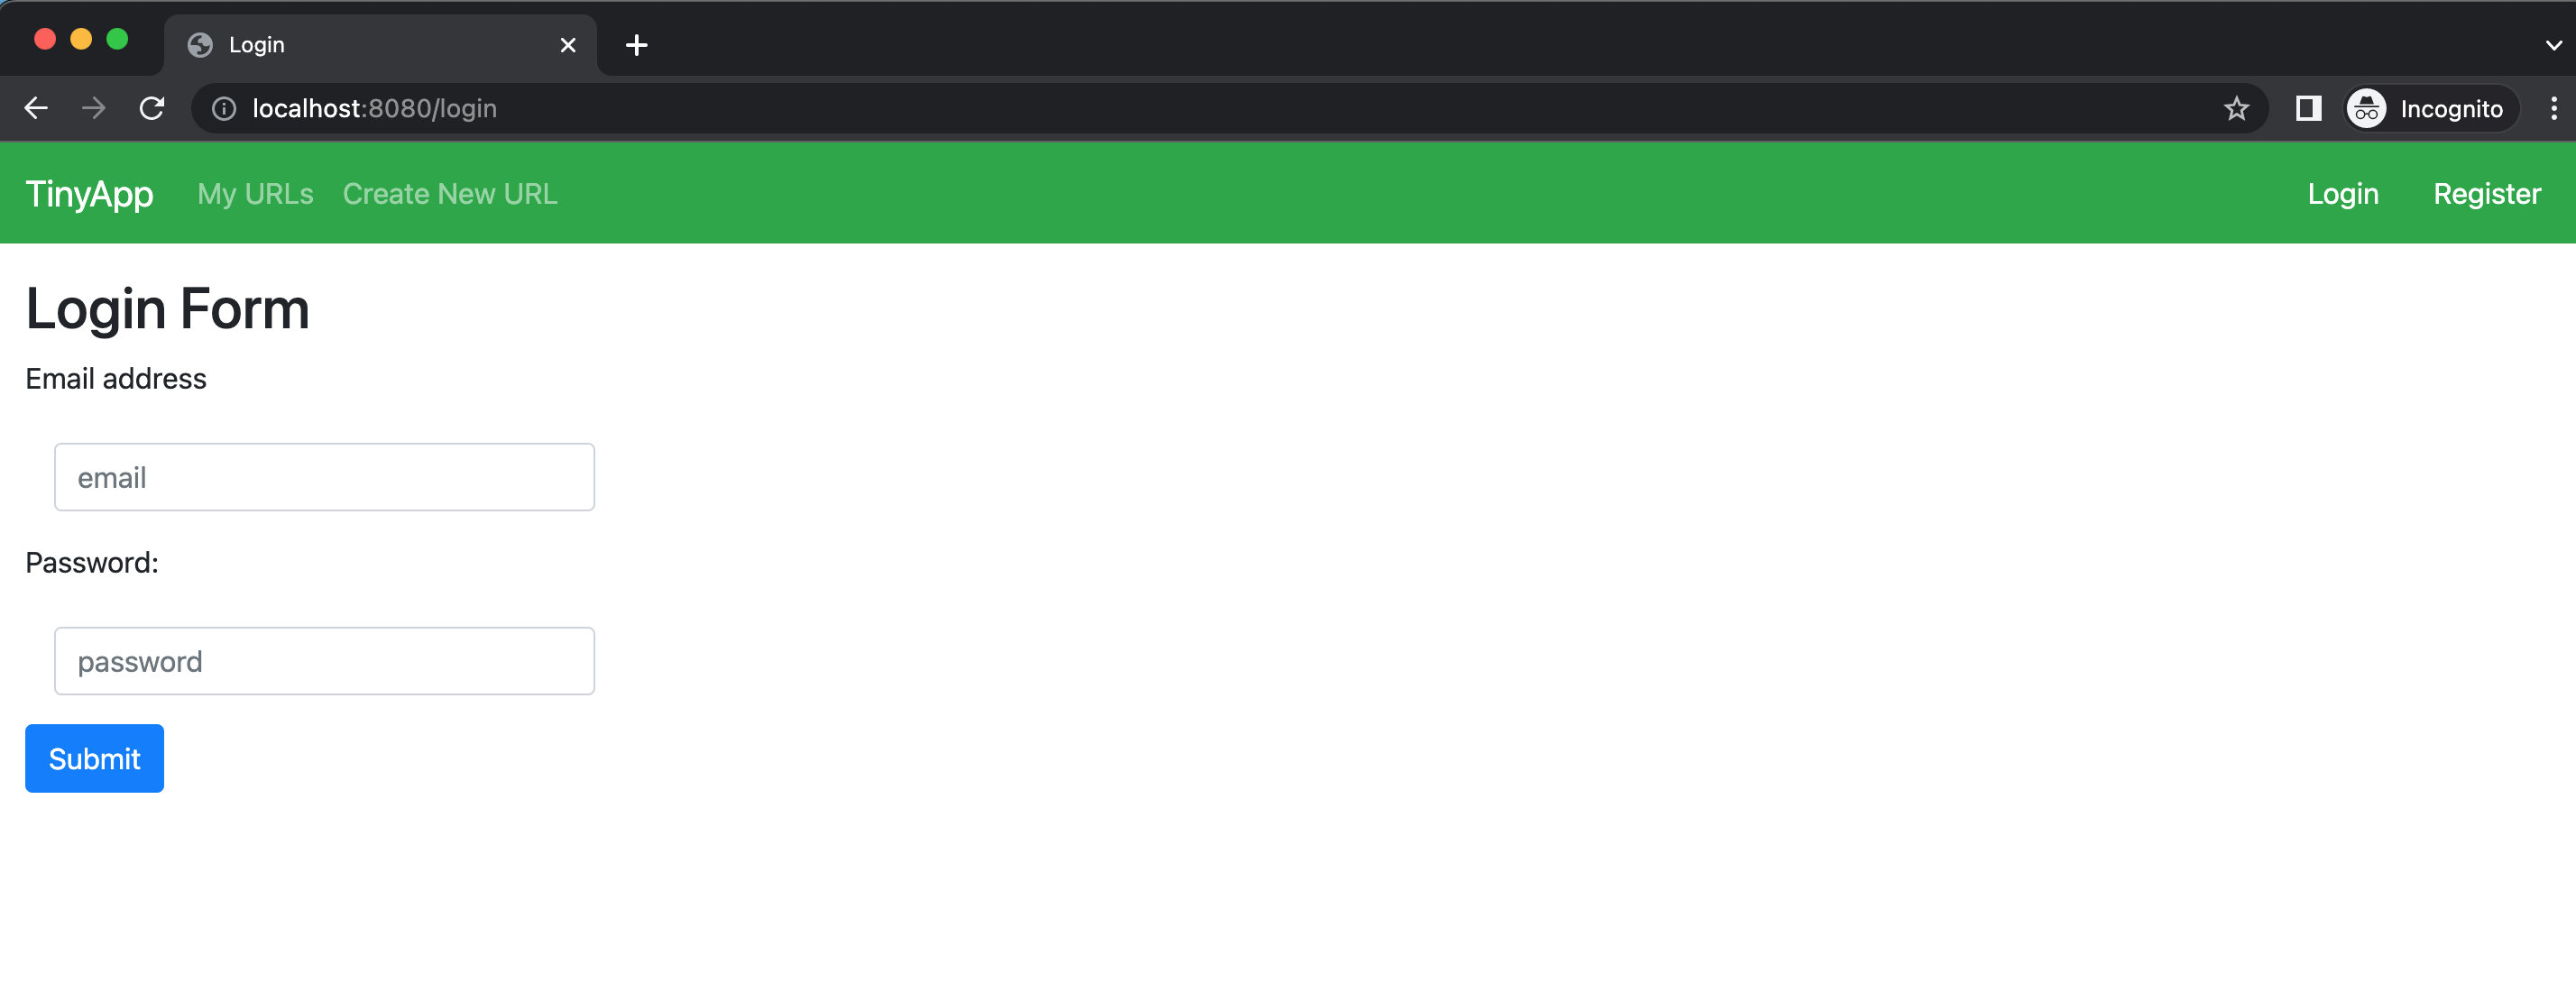 Login
localhost:8080/login
Incognito
TinyApp My URLs Create New URL Login Register
Login Form
Email address
email
Password:
password
Submit